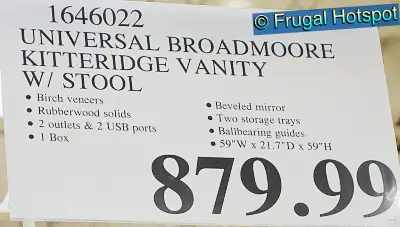 © Frugal Hotspot
1646022
UNIVERSAL BROADMOORE
KITTERIDGE VANITY
W/ STOOL
• Birch veneers
• Rubberwood solids
• 2 outlets & 2 USB ports
• 1 Box
• Beveled mirror
• Two storage trays
• Ballbearing guides
• 59"W x 21.7"D x 59"H
879.99